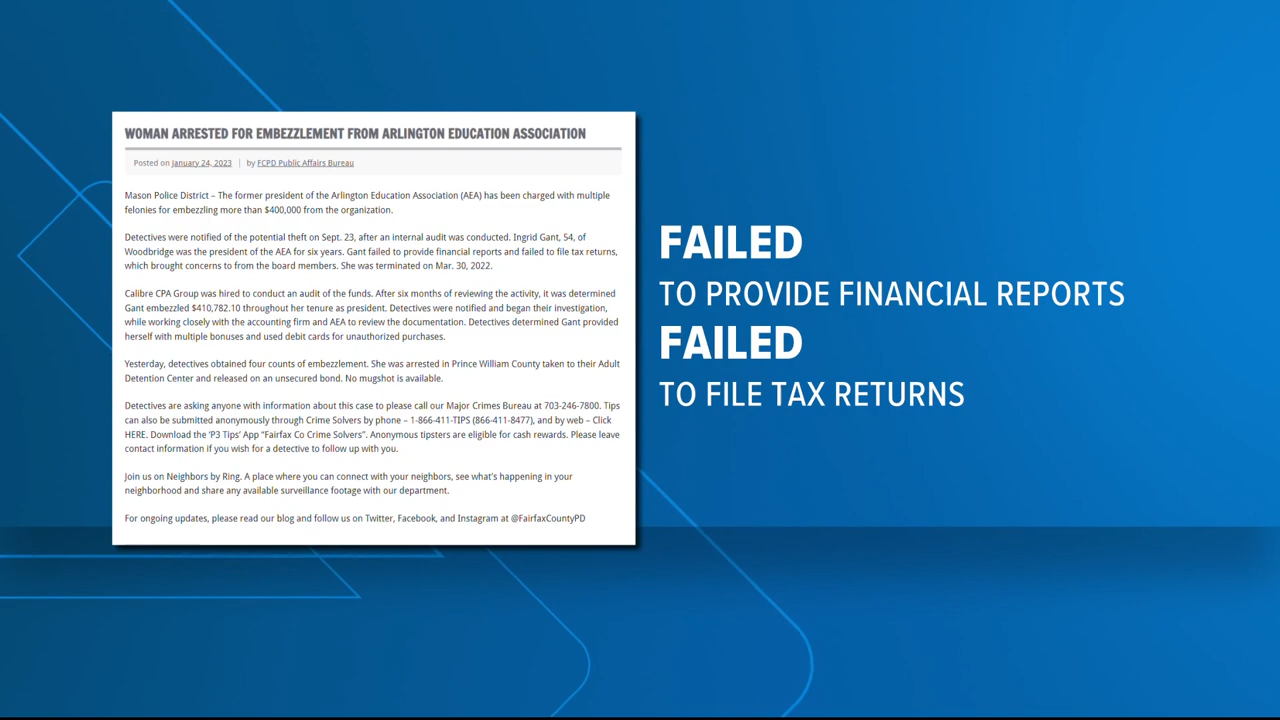 WOMAN ARRESTED FOR EMBEZZLEMENT FROM ARLINGTON EDUCATION ASSOCIATION
Posted on January 24, 2023 | by FCPD Public Affairs Bureau
Mason Police District – The former president of the Arlington Education Association (AEA) has been charged with multiple
felonies for embezzling more than $400,000 from the organization.
Detectives were notified of the potential theft on Sept. 23, after an internal audit was conducted. Ingrid Gant, 54, of
Woodbridge was the president of the AEA for six years. Gant failed to provide financial reports and failed to file tax returns,
which brought concerns to from the board members. She was terminated on Mar. 30, 2022.
Calibre CPA Group was hired to conduct an audit of the funds. After six months of reviewing the activity, it was determined
Gant embezzled $410,782.10 throughout her tenure as president. Detectives were notified and began their investigation,
while working closely with the accounting firm and AEA to review the documentation. Detectives determined Gant provided
herself with multiple bonuses and used debit cards for unauthorized purchases.
Yesterday, detectives obtained four counts of embezzlement. She was arrested in Prince William County taken to their Adult
Detention Center and released on an unsecured bond. No mugshot is available.
Detectives are asking anyone with information about this case to please call our Major Crimes Bureau at 703-246-7800. Tips
can also be submitted anonymously through Crime Solvers by phone – 1-866-411-TIPS (866-411-8477), and by web – Click
HERE. Download the ‘P3 Tips’ App “Fairfax Co Crime Solvers”. Anonymous tipsters are eligible for cash rewards. Please leave
contact information if you wish for a detective to follow up with you.
Join us on Neighbors by Ring. A place where you can connect with your neighbors, see what’s happening in your
neighborhood and share any available surveillance footage with our department.
For ongoing updates, please read our blog and follow us on Twitter, Facebook, and Instagram at @FairfaxCountyPD
FAILED
TO PROVIDE FINANCIAL REPORTS
FAILED
TO FILE TAX RETURNS